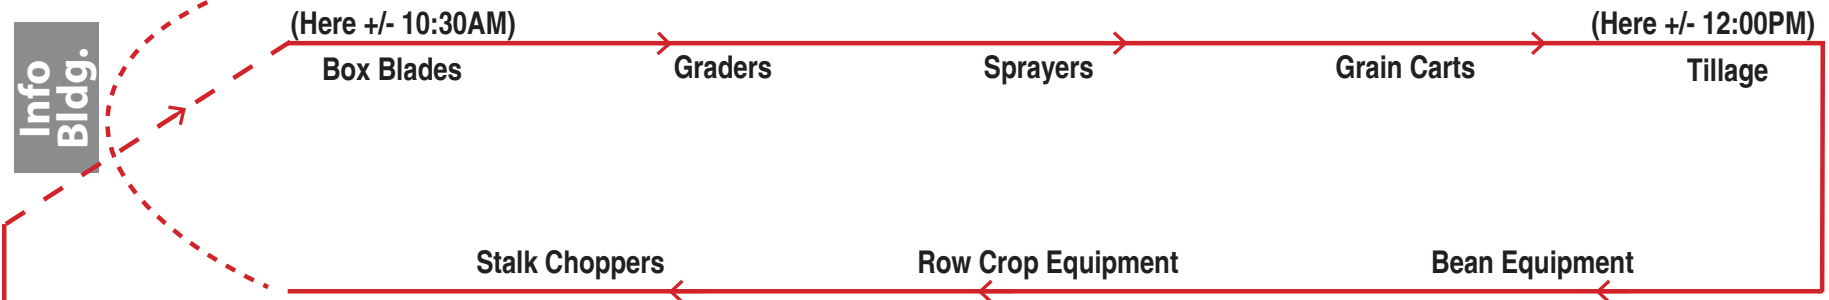 Info
Bldg.
(Here +/- 10:30AM)
(Here +/- 12:00PM)
Box Blades
Graders
Sprayers
Grain Carts
Tillage
Stalk Choppers
Row Crop Equipment
Bean Equipment